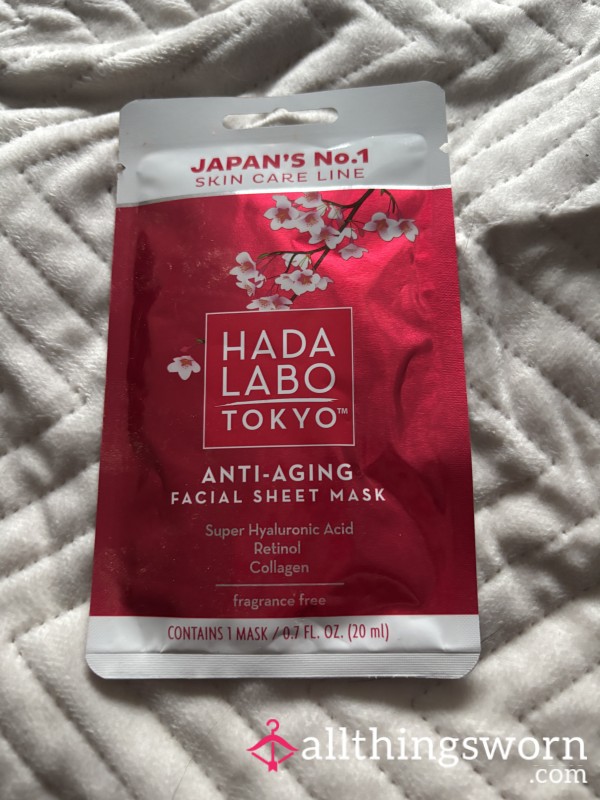 JAPAN'S No.1
SKIN CARE LINE
HADA
LABO
TOKYO™
ANTI-AGING
FACIAL SHEET MASK
Super Hyaluronic Acid
Retinol
Collagen
fragrance free
CONTAINS 1 MASK / 0.7 FL. OZ. (20 ml)
allthingsworn
.com